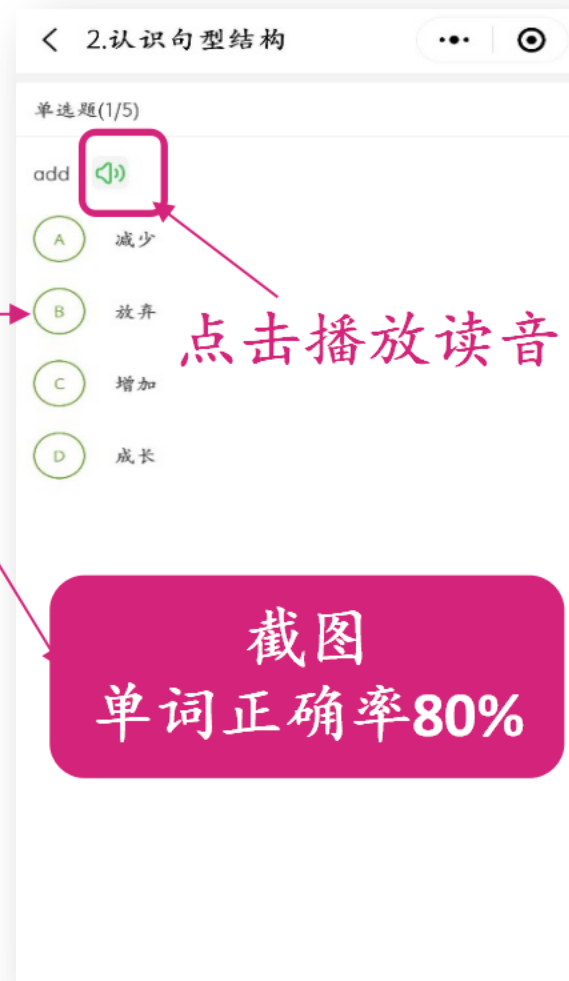 2.认识句型结构
单选题(1/5)
add
A 减少
B 放弃
点击播放读音
C 增加
D 成长
截图
单词正确率80%